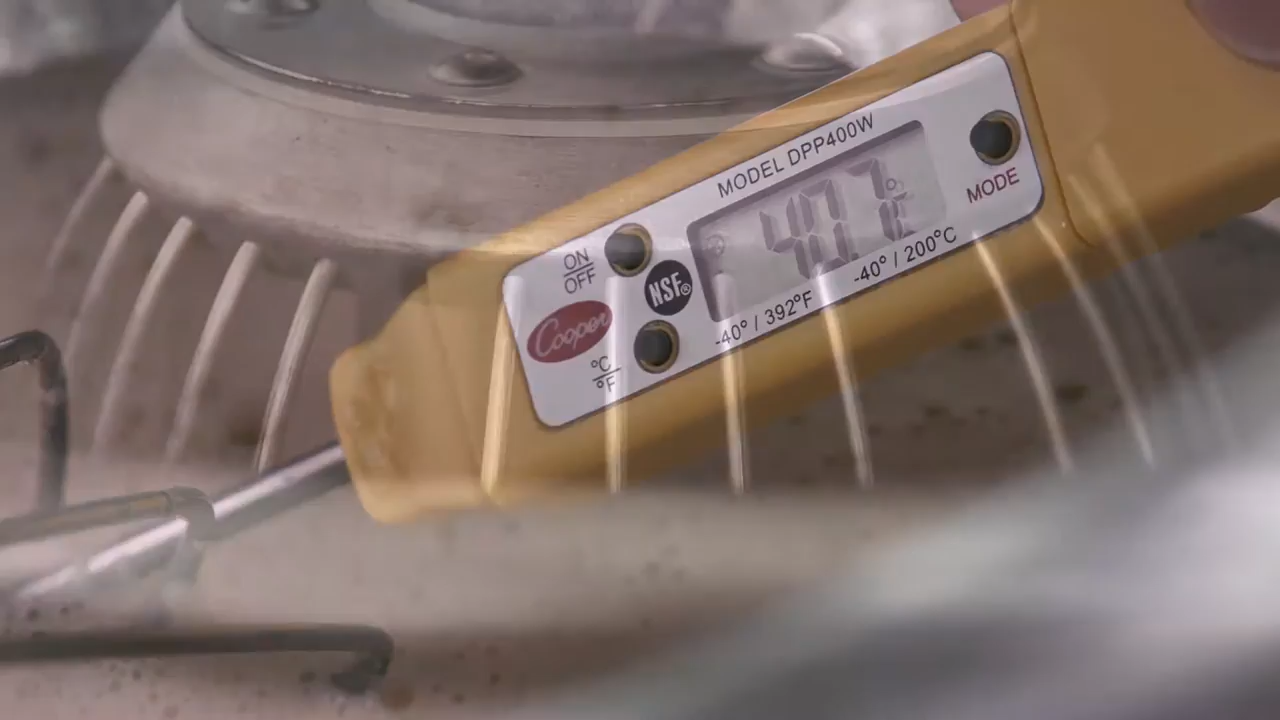 MODEL DPP400W
MODE
ON
OFF
NSF®
Cooper
-40° / 392°F
-40° / 200°C
°C
°F